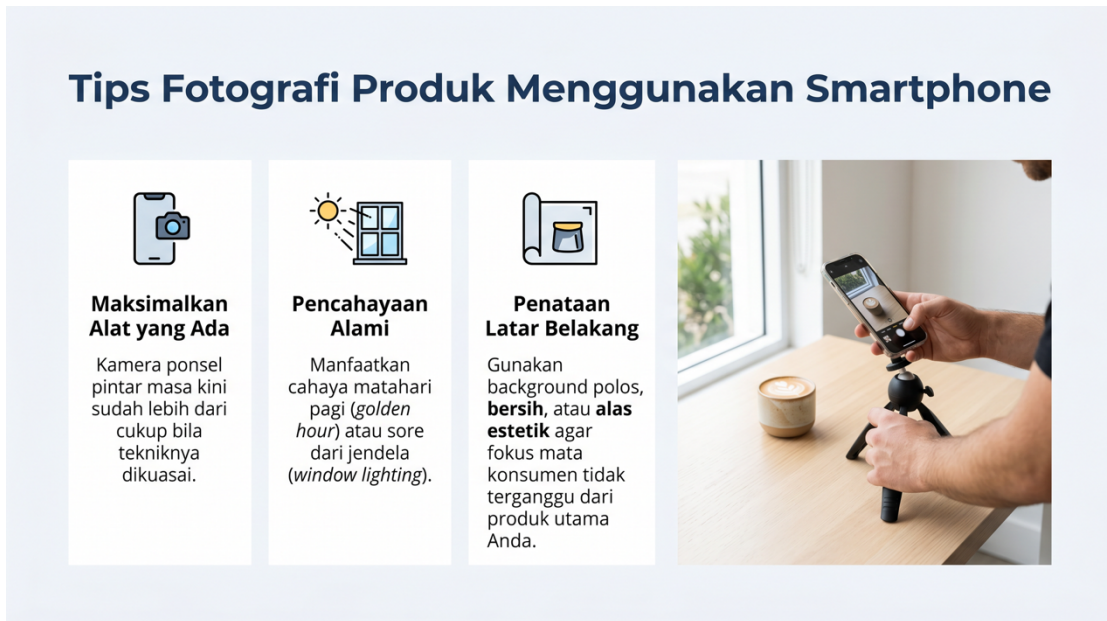 Tips Fotografi Produk Menggunakan Smartphone
Maksimalkan
Alat yang Ada
Kamera ponsel
pintar masa kini
sudah lebih dari
cukup bila
tekniknya
dikuasai.
Pencahayaan
Alami
Manfaatkan
cahaya matahari
pagi (golden
hour) atau sore
dari jendela
(window lighting).
Penataan
Latar Belakang
Gunakan
background polos,
bersih, atau alas
estetik agar
fokus mata
konsumen tidak
terganggu dari
produk utama
Anda.